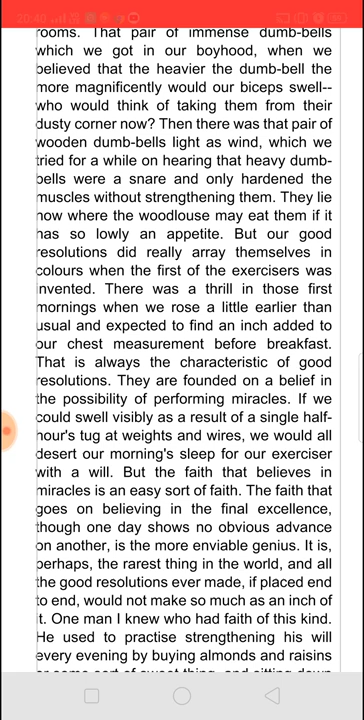 20:40
rooms. That pair of immense dumb-bells
which we got in our boyhood, when we
believed that the heavier the dumb-bell the
more magnificently would our biceps swell--
who would think of taking them from their
dusty corner now? Then there was that pair of
wooden dumb-bells light as wind, which we
tried for a while on hearing that heavy dumb-
bells were a snare and only hardened the
muscles without strengthening them. They lie
now where the woodlouse may eat them if it
has so lowly an appetite. But our good
resolutions did really array themselves in
colours when the first of the exercisers was
invented. There was a thrill in those first
mornings when we rose a little earlier than
usual and expected to find an inch added to
our chest measurement before breakfast.
That is always the characteristic of good
resolutions. They are founded on a belief in
the possibility of performing miracles. If we
could swell visibly as a result of a single half-
hour's tug at weights and wires, we would all
desert our morning's sleep for our exerciser
with a will. But the faith that believes in
miracles is an easy sort of faith. The faith that
goes on believing in the final excellence,
though one day shows no obvious advance
on another, is the more enviable genius. It is,
perhaps, the rarest thing in the world, and all
the good resolutions ever made, if placed end
to end, would not make so much as an inch of
it. One man I knew who had faith of this kind.
He used to practise strengthening his will
every evening by buying almonds and raisins
or some sort of sweet thing, and sitting down